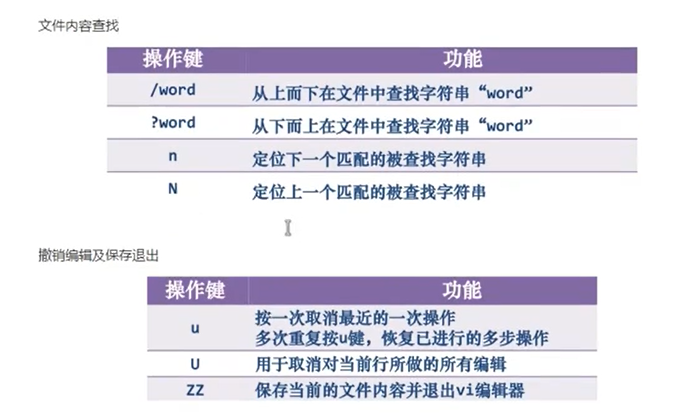 文件内容查找
操作键 功能
/word 从上而下在文件中查找字符串“word”
?word 从下而上在文件中查找字符串“word”
n 定位下一个匹配的被查找字符串
N 定位上一个匹配的被查找字符串
撤销编辑及保存退出
操作键 功能
u 按一次取消最近的一次操作
多次重复按u键，恢复已进行的多步操作
U 用于取消对当前行所做的所有编辑
ZZ 保存当前的文件内容并退出vi编辑器